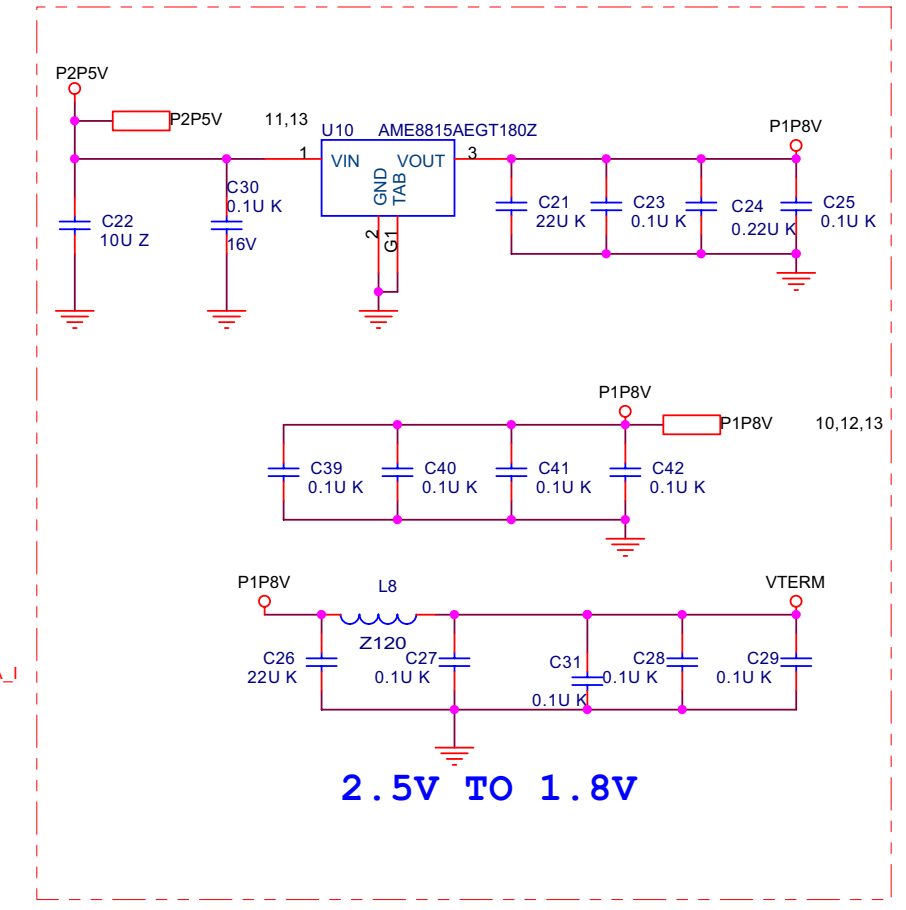 P2P5V
P2P5V 11,13
U10 AME8815AEGT180Z
P1P8V
1 VIN VOUT 3
GND
TAB
2
G1
C30
0.1U K
16V
C22
10U Z
C21
22U K
C23
0.1U K
C24
0.22U K
C25
0.1U K
P1P8V
P1P8V 10,12,13
C39
0.1U K
C40
0.1U K
C41
0.1U K
C42
0.1U K
P1P8V
L8
VTERM
Z120
C26
22U K
C27
0.1U K
C31
0.1U K
C28
0.1U K
C29
0.1U K
2.5V TO 1.8V